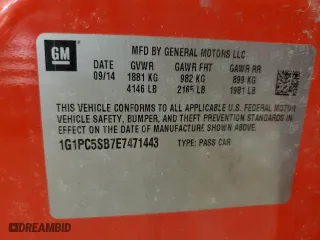 GM
MFD BY GENERAL MOTORS LLC
DATE GVWR GAWR FRT GAWR RR
09/14 1881 KG 982 KG 899 KG
4146 LB 2165 LB 1981 LB
THIS VEHICLE CONFORMS TO ALL APPLICABLE U.S. FEDERAL MOTOR
VEHICLE SAFETY, BUMPER, AND THEFT PREVENTION STANDARDS
IN EFFECT ON THE DATE OF MANUFACTURE SHOWN ABOVE.
1G1PC5SB7E7471443 TYPE: PASS CAR